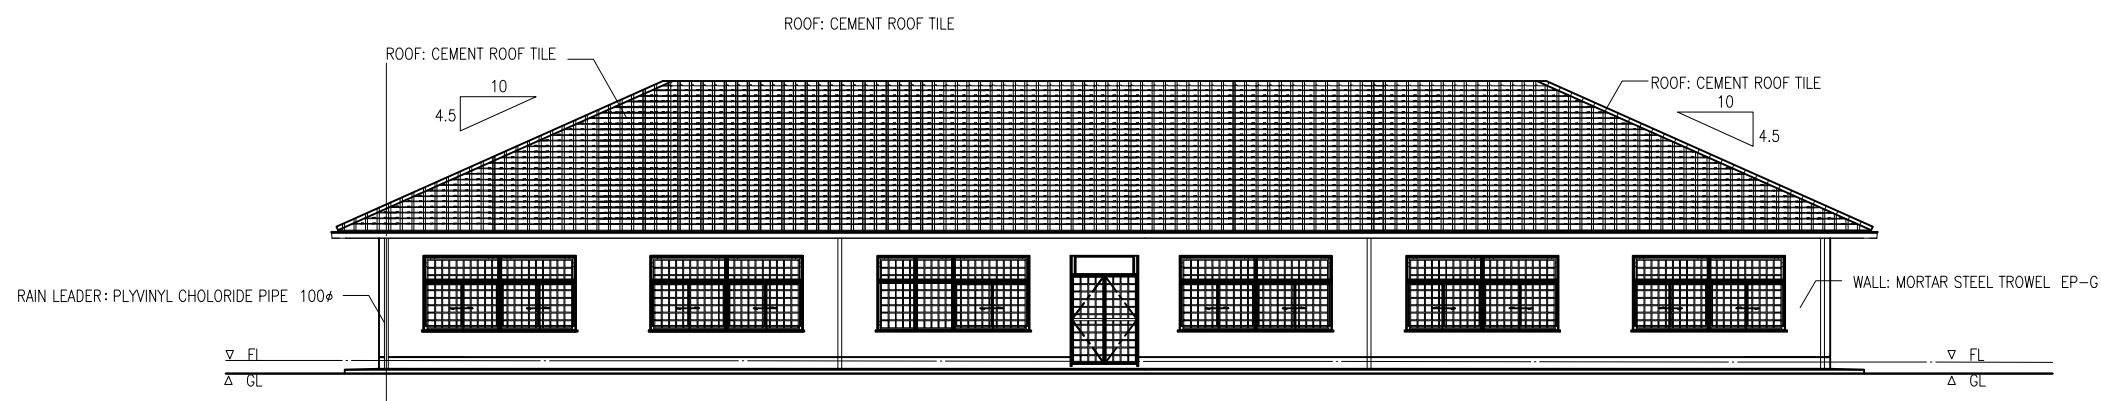 ROOF: CEMENT ROOF TILE
ROOF: CEMENT ROOF TILE
ROOF: CEMENT ROOF TILE
10
4.5
10
4.5
RAIN LEADER: PLYVINYL CHOLORIDE PIPE 100ø
WALL: MORTAR STEEL TROWEL EP-G
FL
GL
FL
GL